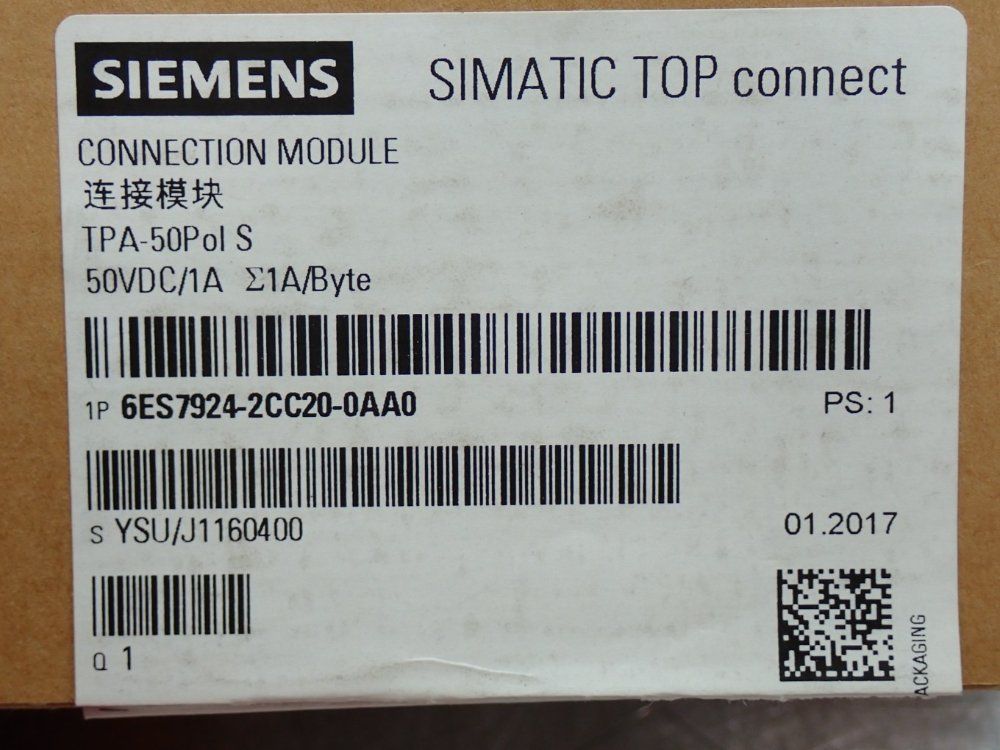 SIEMENS
SIMATIC TOP connect
CONNECTION MODULE
连接模块
TPA-50Pol S
50VDC/1A Σ1A/Byte
1P 6ES7924-2CC20-0AA0
PS: 1
S YSU/J1160400
01.2017
Q 1
ACKAGING